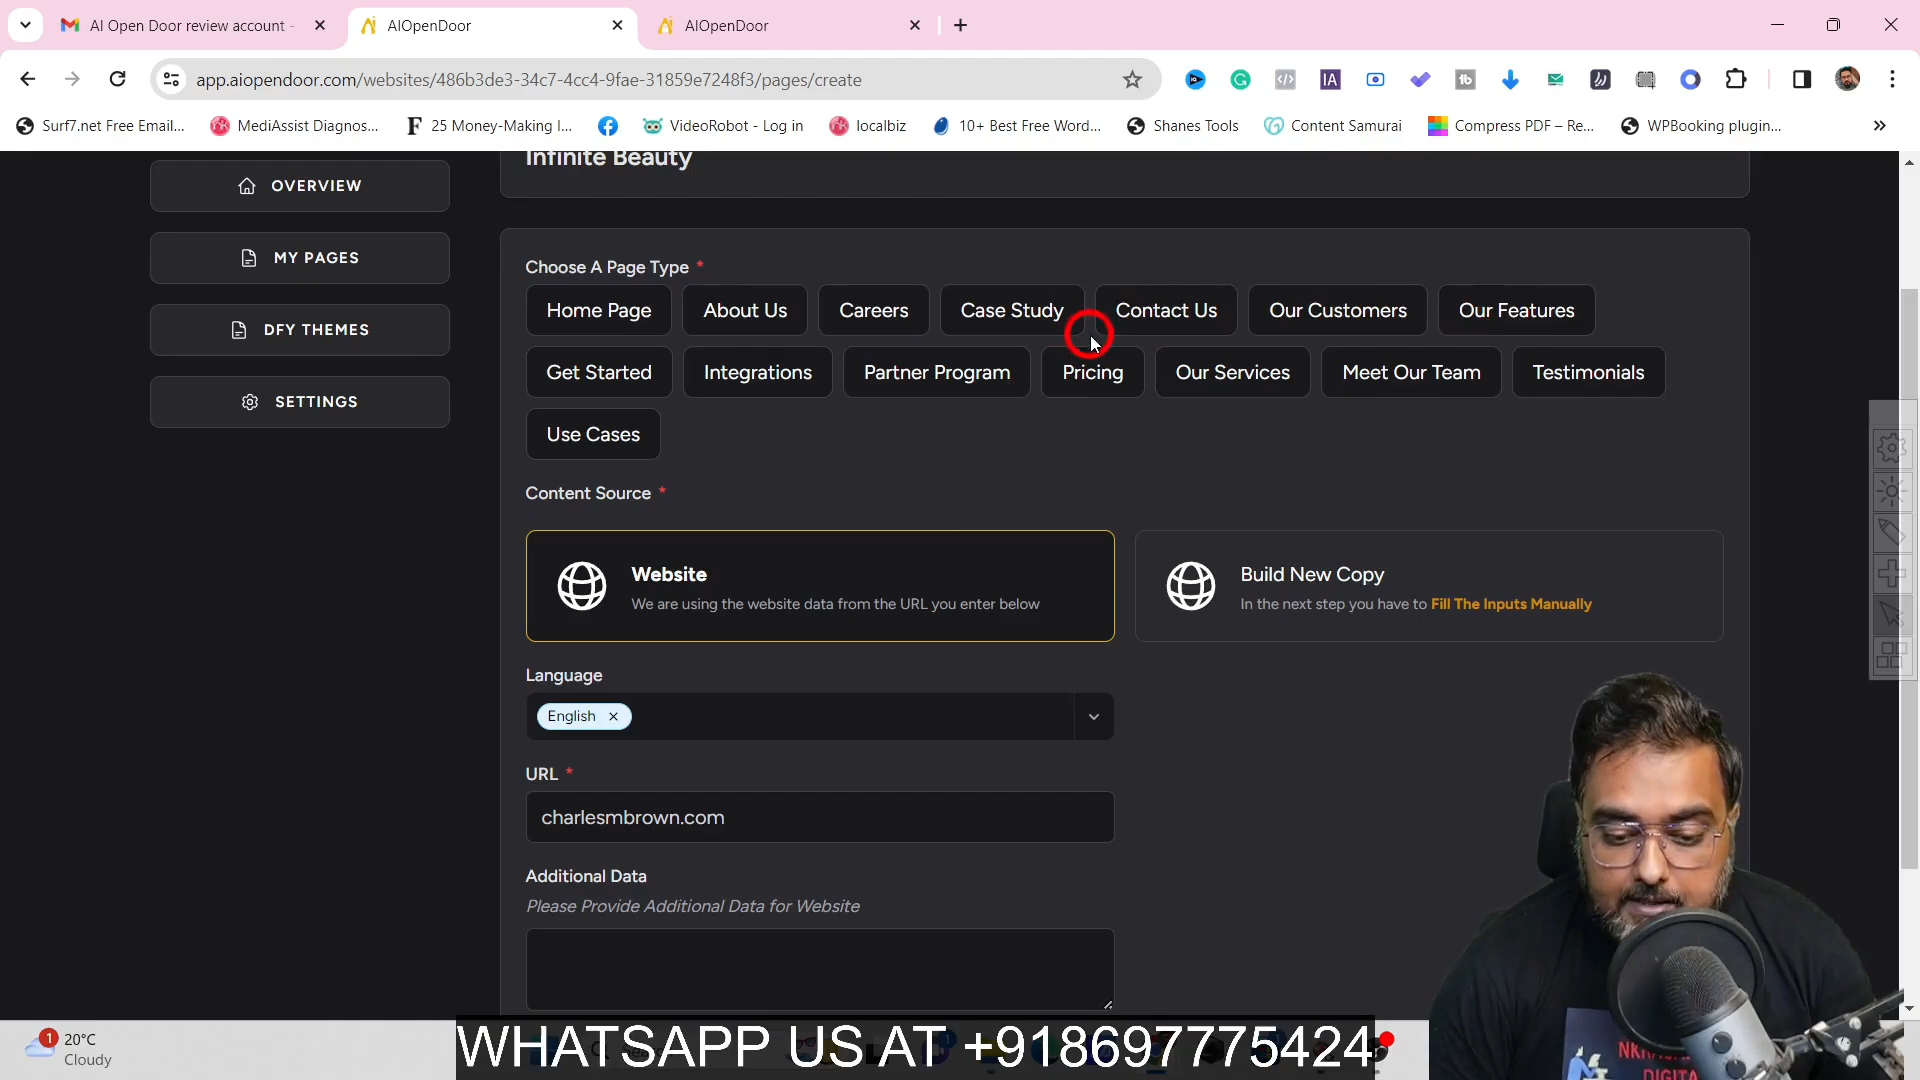 AI Open Door review account -
AIOpenDoor
AIOpenDoor
app.aiopendoor.com/websites/486b3de3-34c7-4cc4-9fae-31859e7248f3/pages/create
Surf7.net Free Email...
MediAssist Diagnos...
25 Money-Making I...
VideoRobot - Log in
localbiz
10+ Best Free Word...
Shanes Tools
Content Samurai
Compress PDF – Re...
WPBooking plugin...
Infinite Beauty
OVERVIEW
MY PAGES
DFY THEMES
SETTINGS
Choose A Page Type *
Home Page
About Us
Careers
Case Study
Contact Us
Our Customers
Our Features
Get Started
Integrations
Partner Program
Pricing
Our Services
Meet Our Team
Testimonials
Use Cases
Content Source *
Website
We are using the website data from the URL you enter below
Build New Copy
In the next step you have to Fill The Inputs Manually
Language
English
URL *
charlesmbrown.com
Additional Data
Please Provide Additional Data for Website
1
20°C
Cloudy
WHATSAPP US AT +918697775424